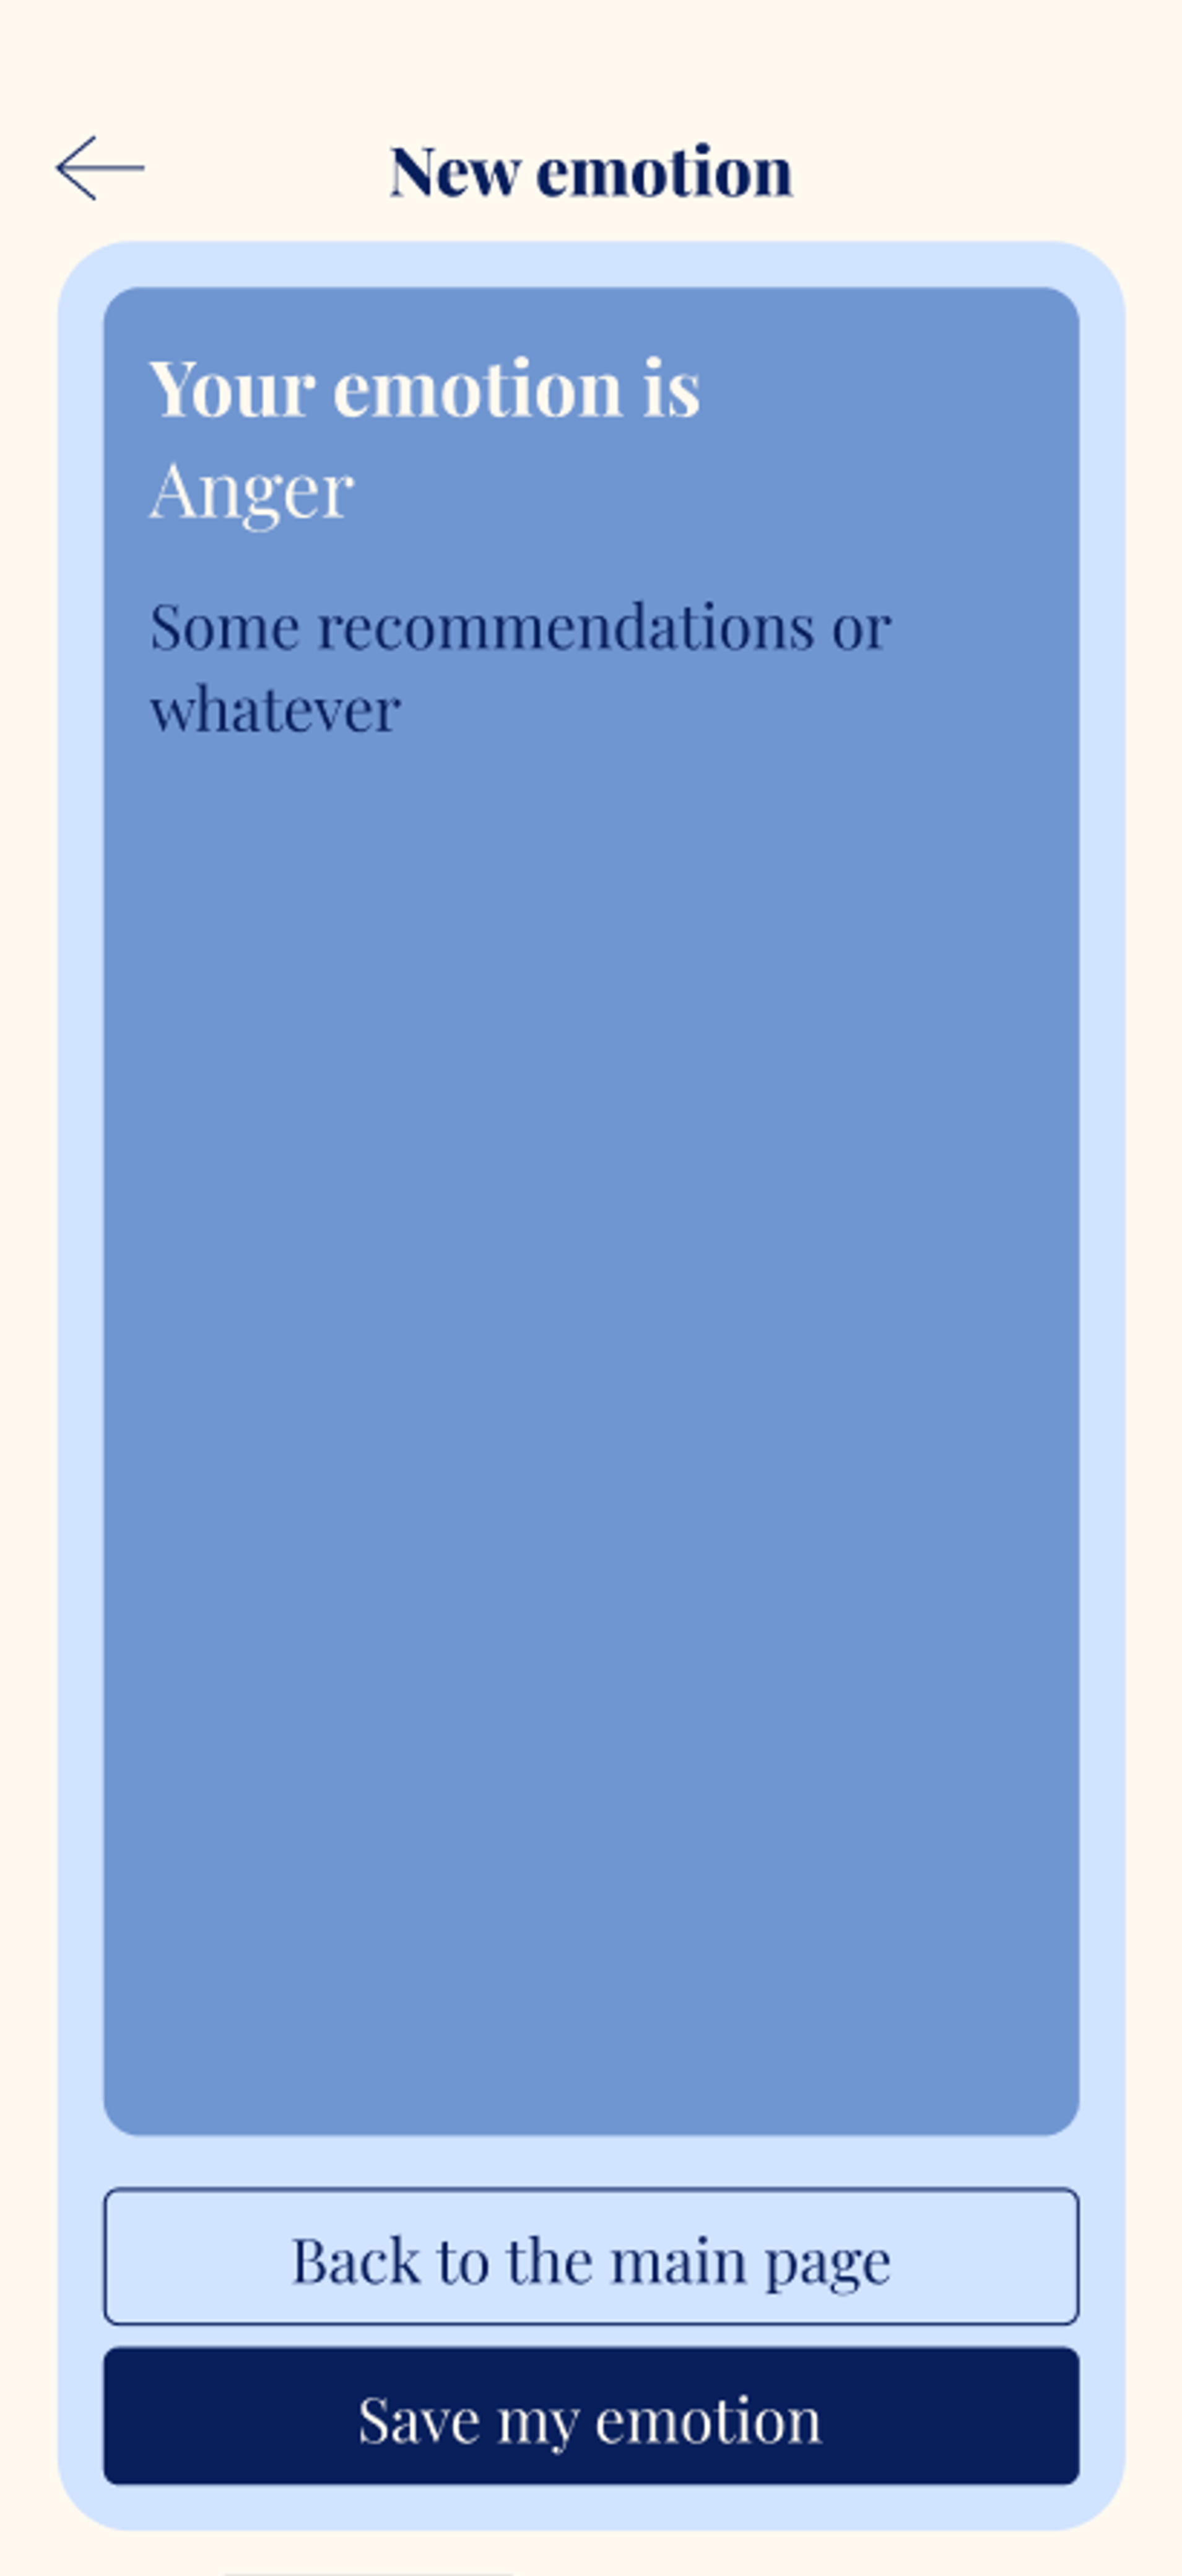 New emotion
Your emotion is
Anger
Some recommendations or
whatever
Back to the main page
Save my emotion